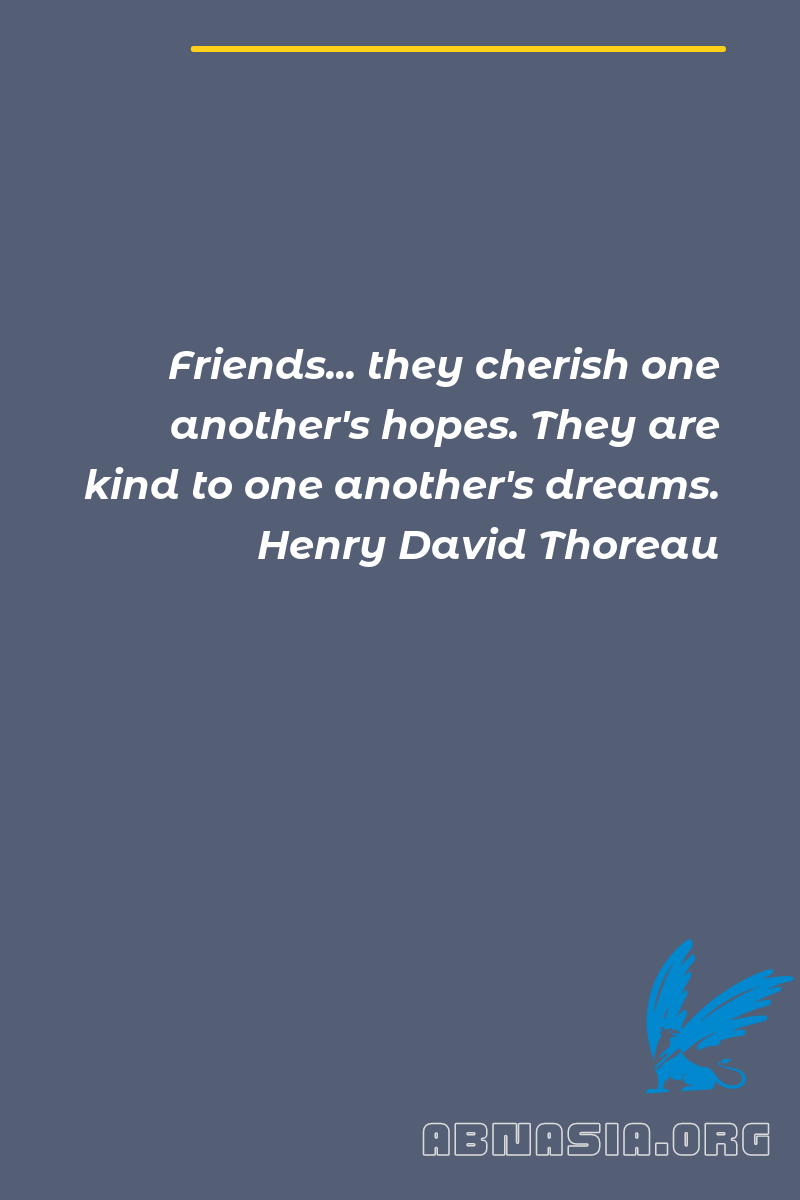 Friends... they cherish one
another's hopes. They are
kind to one another's dreams.
Henry David Thoreau
ABNASIA.ORG